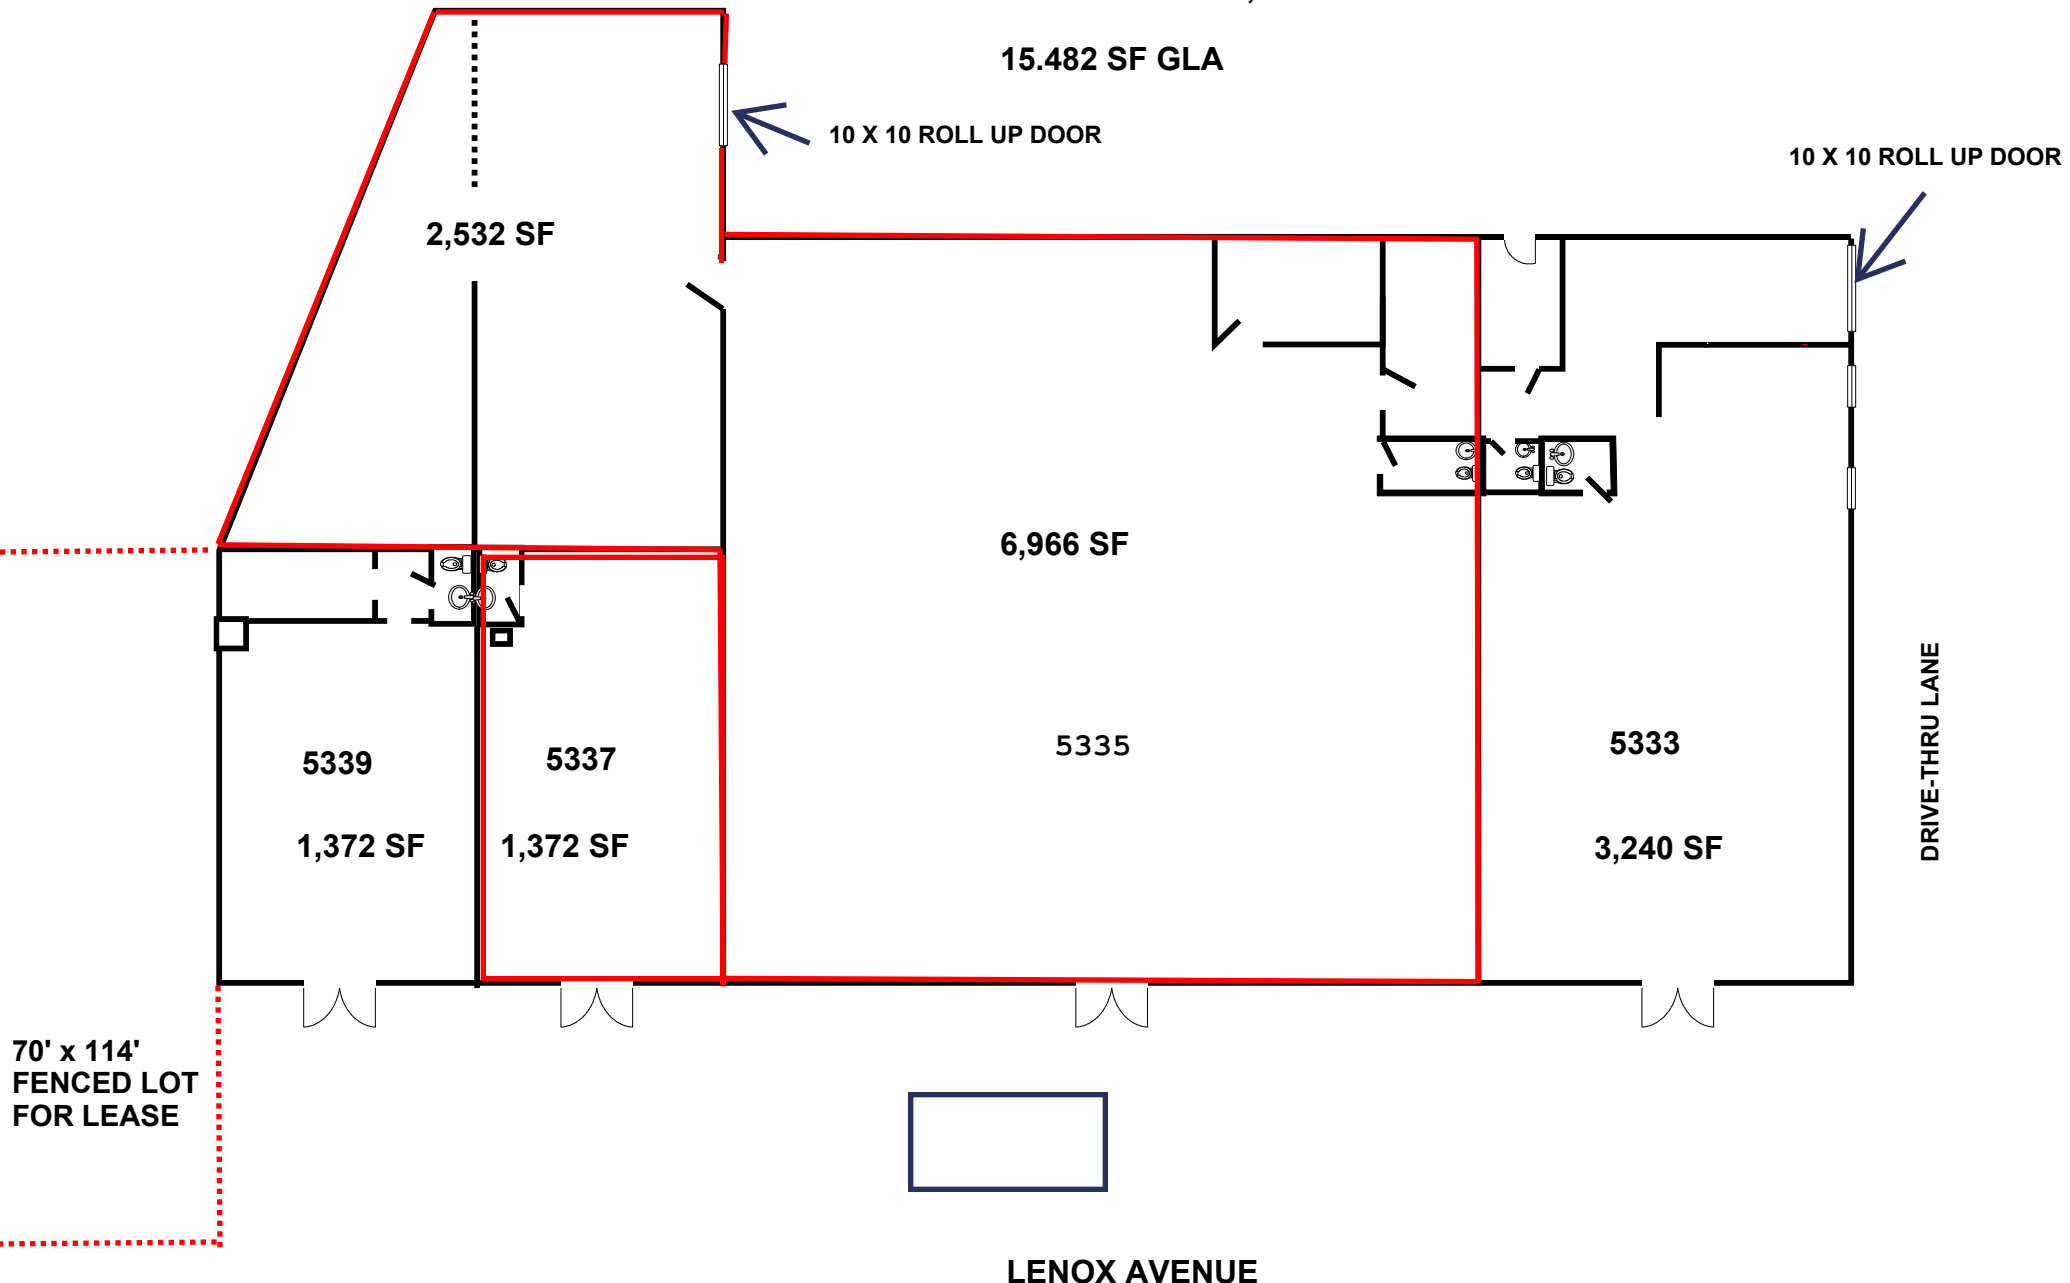 15.482 SF GLA
10 X 10 ROLL UP DOOR
10 X 10 ROLL UP DOOR
2,532 SF
6,966 SF
5335
5339
5337
5333
1,372 SF
1,372 SF
3,240 SF
DRIVE-THRU LANE
70' x 114'
FENCED LOT
FOR LEASE
LENOX AVENUE